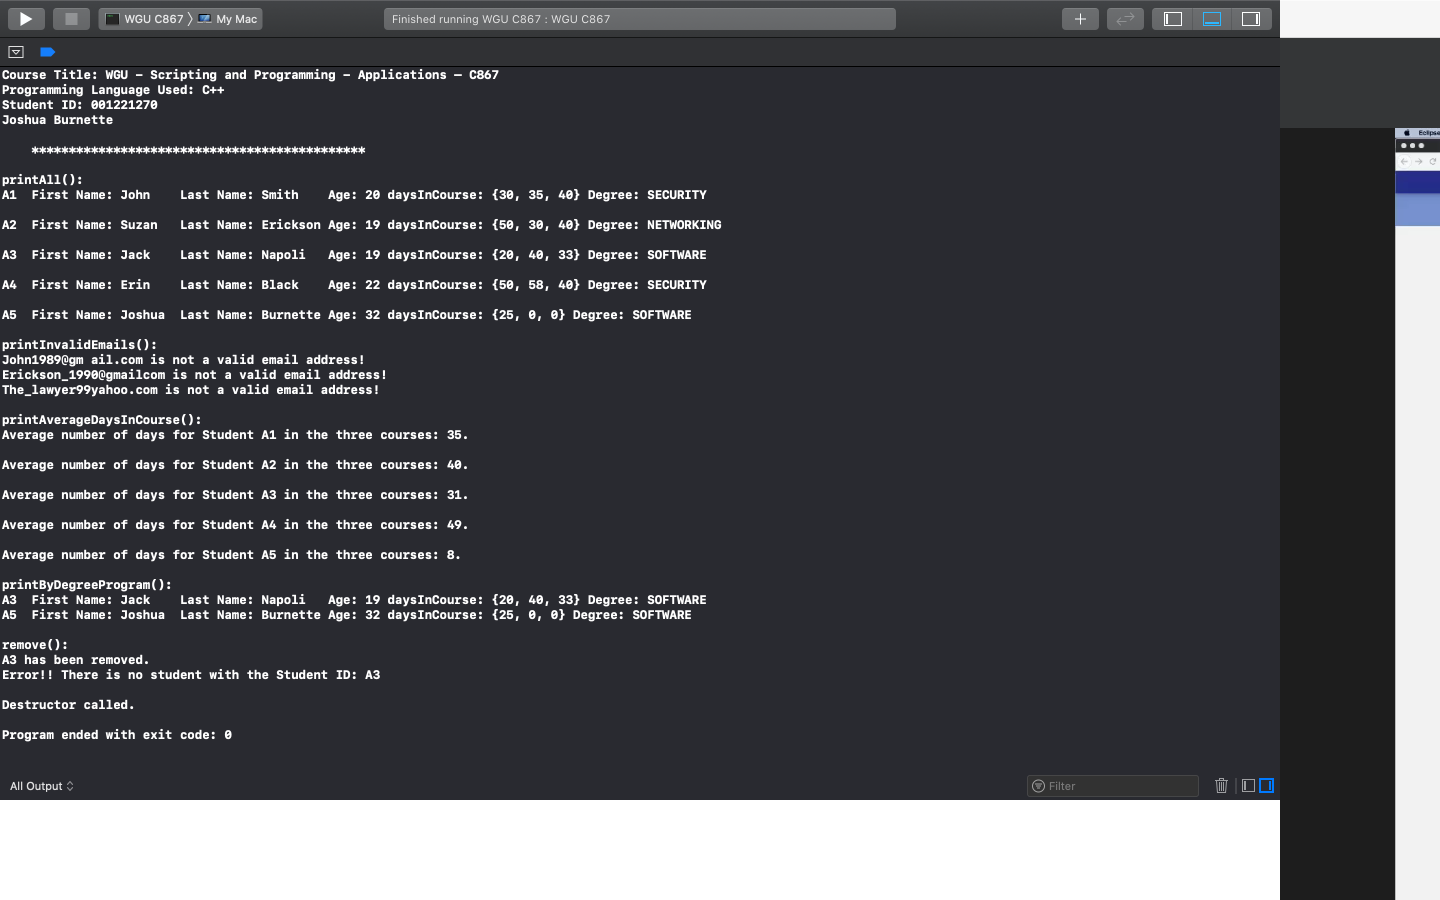 WGU C867 〉 My Mac
Finished running WGU C867 : WGU C867
Eclipse
Course Title: WGU - Scripting and Programming - Applications – C867
Programming Language Used: C++
Student ID: 001221270
Joshua Burnette
*********************************************
printAll():
A1  First Name: John    Last Name: Smith    Age: 20 daysInCourse: {30, 35, 40} Degree: SECURITY
A2  First Name: Suzan   Last Name: Erickson Age: 19 daysInCourse: {50, 30, 40} Degree: NETWORKING
A3  First Name: Jack    Last Name: Napoli   Age: 19 daysInCourse: {20, 40, 33} Degree: SOFTWARE
A4  First Name: Erin    Last Name: Black    Age: 22 daysInCourse: {50, 58, 40} Degree: SECURITY
A5  First Name: Joshua  Last Name: Burnette Age: 32 daysInCourse: {25, 0, 0} Degree: SOFTWARE
printInvalidEmails():
John1989@gm ail.com is not a valid email address!
Erickson_1990@gmailcom is not a valid email address!
The_lawyer99yahoo.com is not a valid email address!
printAverageDaysInCourse():
Average number of days for Student A1 in the three courses: 35.
Average number of days for Student A2 in the three courses: 40.
Average number of days for Student A3 in the three courses: 31.
Average number of days for Student A4 in the three courses: 49.
Average number of days for Student A5 in the three courses: 8.
printByDegreeProgram():
A3  First Name: Jack    Last Name: Napoli   Age: 19 daysInCourse: {20, 40, 33} Degree: SOFTWARE
A5  First Name: Joshua  Last Name: Burnette Age: 32 daysInCourse: {25, 0, 0} Degree: SOFTWARE
remove():
A3 has been removed.
Error!! There is no student with the Student ID: A3
Destructor called.
Program ended with exit code: 0
All Output
Filter